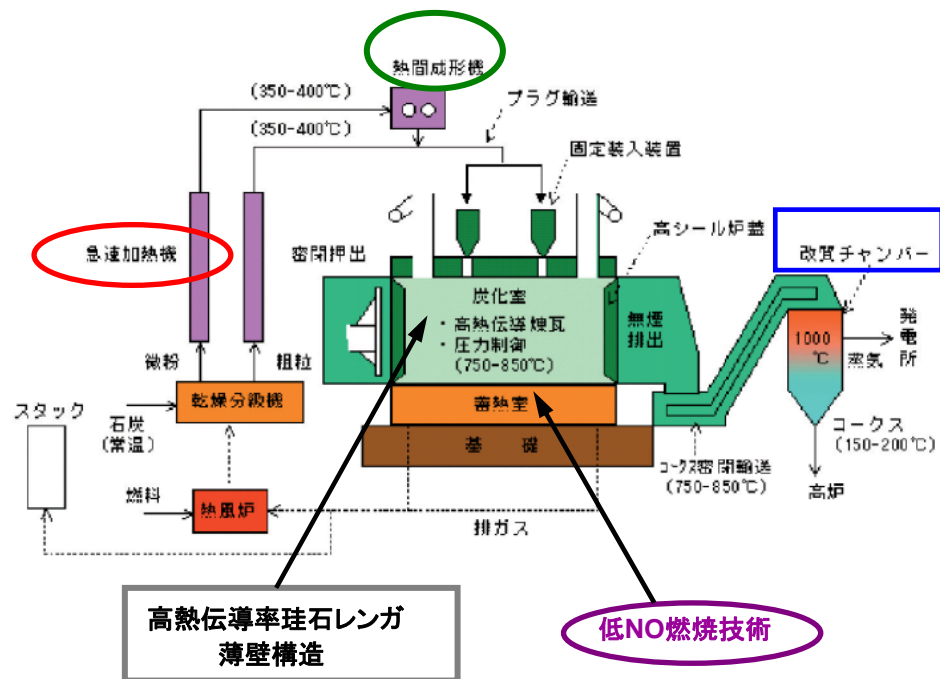 熱間成形機
(350-400℃)
(350-400℃)
プラグ輸送
固定装入装置
急速加熱機
密閉押出
高シール炉蓋
改質チャンバー
炭化室
・高熱伝導煉瓦
・圧力制御
(750-850℃)
無煙
排出
1000
℃
発電所
蒸気
微粉
粗粒
乾燥分級機
蓄熱室
コークス
(150-200℃)
スタック
石炭
(常温)
基 礎
コークス密閉輸送
(750-850℃)
高炉
燃料
熱風炉
排ガス
高熱伝導率珪石レンガ
薄壁構造
低NO燃焼技術